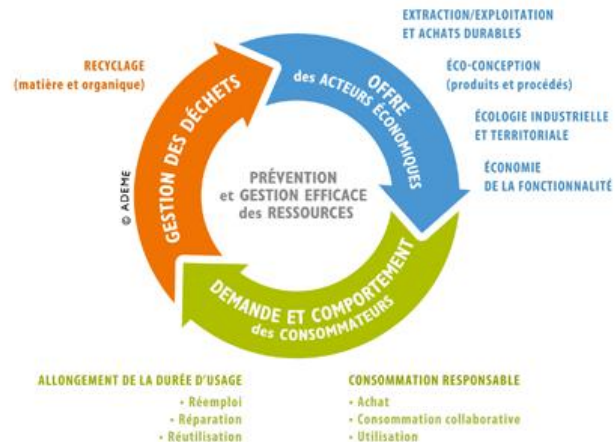 EXTRACTION/EXPLOITATION
ET ACHATS DURABLES
ÉCO-CONCEPTION
(produits et procédés)
ÉCOLOGIE INDUSTRIELLE
ET TERRITORIALE
ÉCONOMIE
DE LA FONCTIONNALITÉ
RECYCLAGE
(matière et organique)
OFFRE
des ACTEURS ÉCONOMIQUES
GESTION DES DÉCHETS
© ADEME
PRÉVENTION
et GESTION EFFICACE
des RESSOURCES
DEMANDE ET COMPORTEMENT
des CONSOMMATEURS
ALLONGEMENT DE LA DURÉE D'USAGE
• Réemploi
• Réparation
• Réutilisation
CONSOMMATION RESPONSABLE
• Achat
• Consommation collaborative
• Utilisation